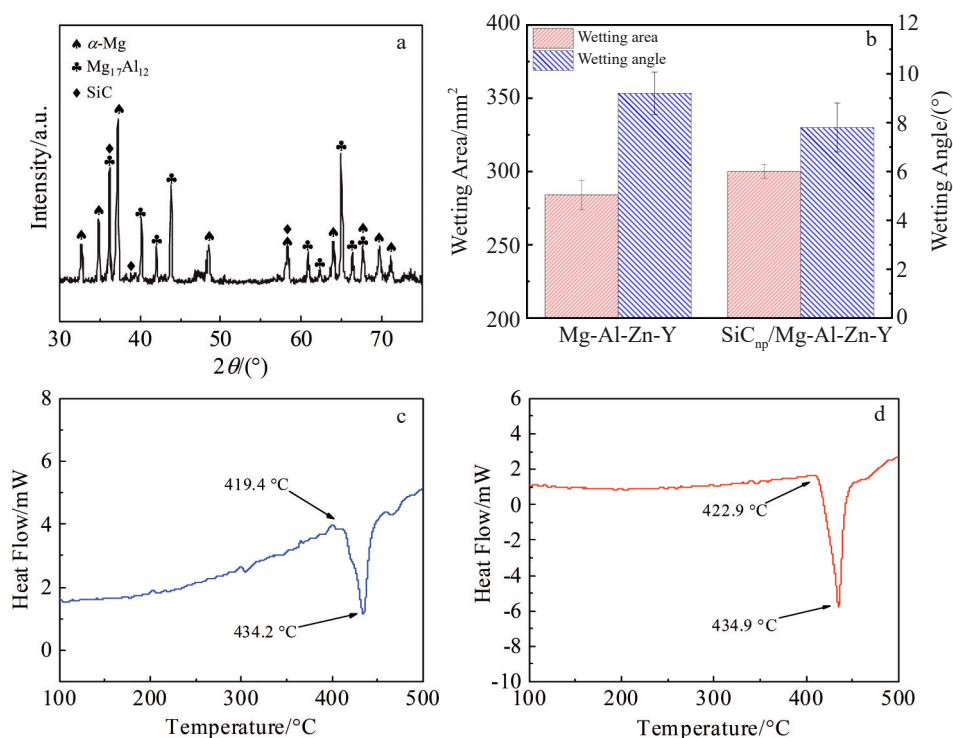 a
♠ α-Mg
♣ Mg₁₇Al₁₂
♦ SiC
Intensity/a.u.
30 40 50 60 70
2θ/(°)
b
Wetting area
Wetting angle
Wetting Area/mm²
400
350
300
250
200
Wetting Angle/(°)
12
10
8
6
4
2
0
Mg-Al-Zn-Y SiCnp/Mg-Al-Zn-Y
c
Heat Flow/mW
8
6
4
2
0
419.4 °C
434.2 °C
100 200 300 400 500
Temperature/°C
d
Heat Flow/mW
6
4
2
0
-2
-4
-6
-8
-10
422.9 °C
434.9 °C
100 200 300 400 500
Temperature/°C